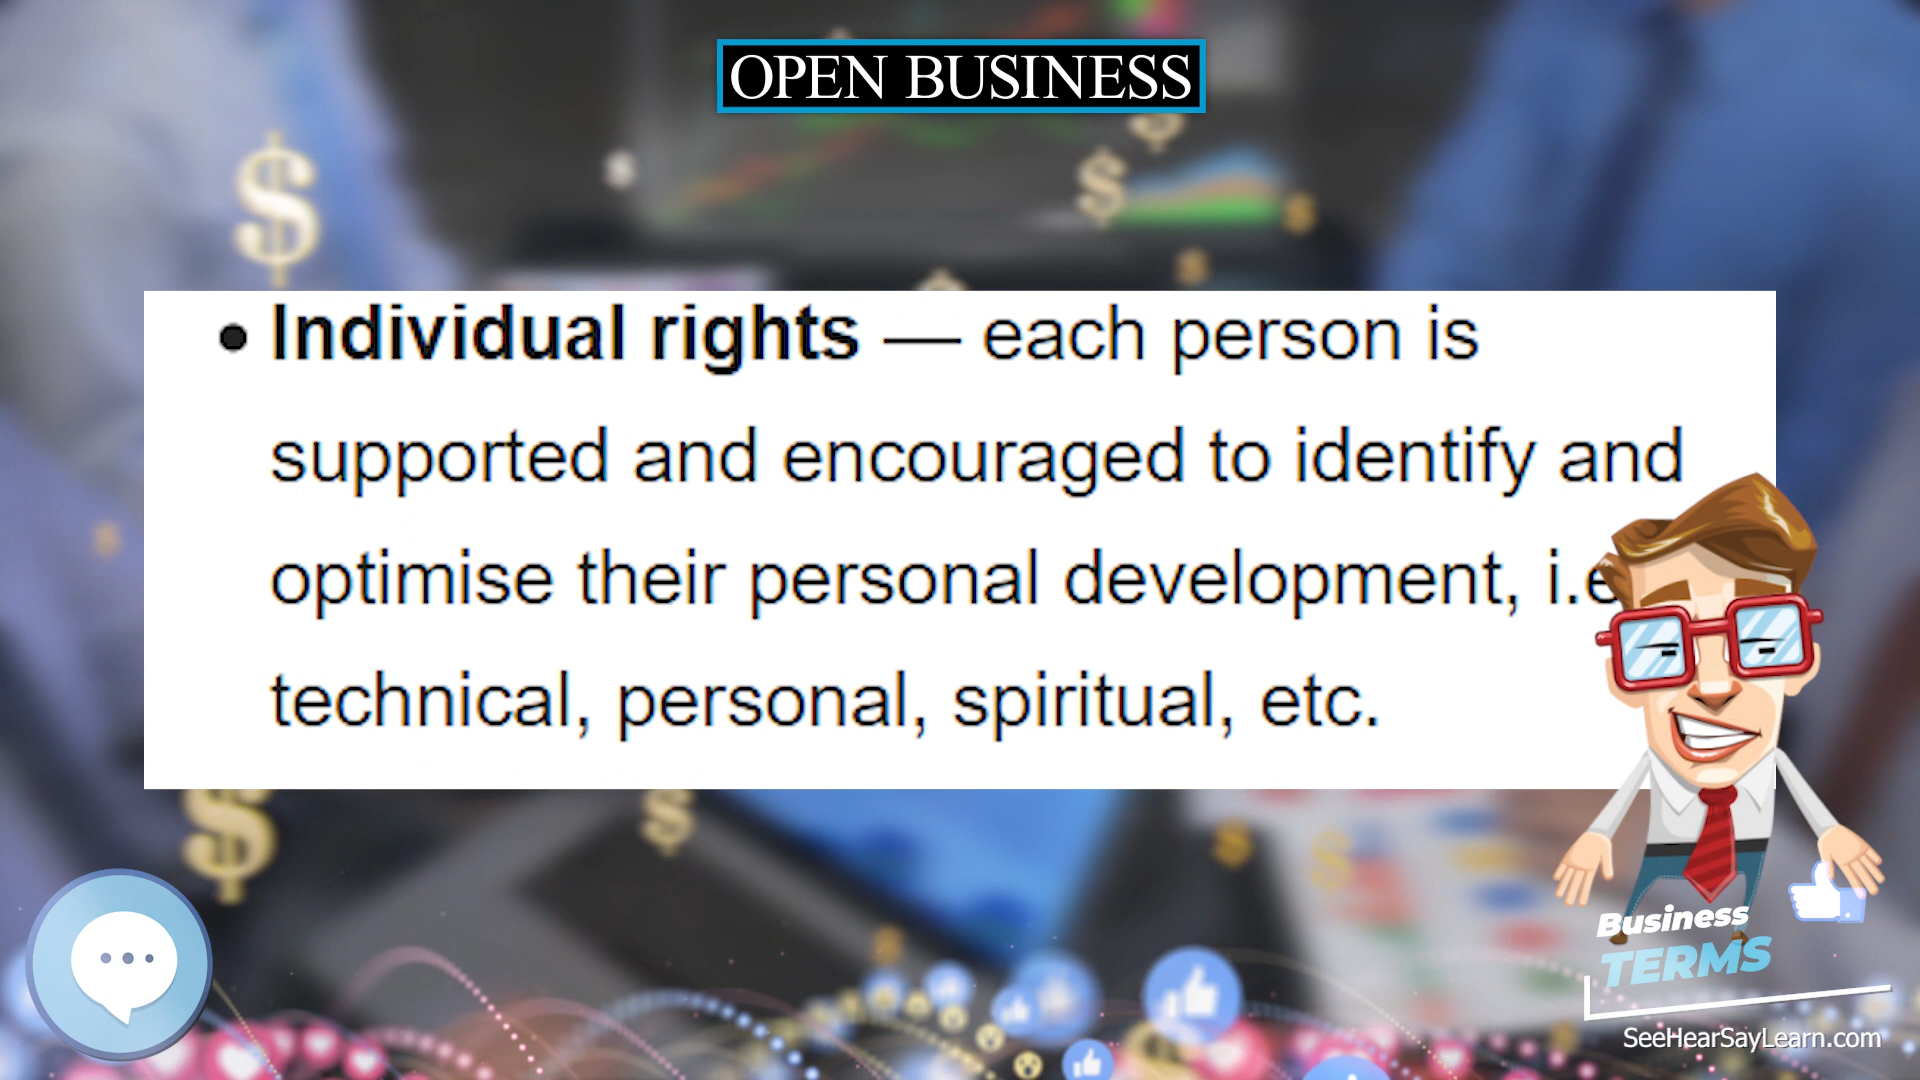 OPEN BUSINESS
• Individual rights — each person is
supported and encouraged to identify and
optimise their personal development, i.e
technical, personal, spiritual, etc.
Business
TERMS
SeeHearSayLearn.com